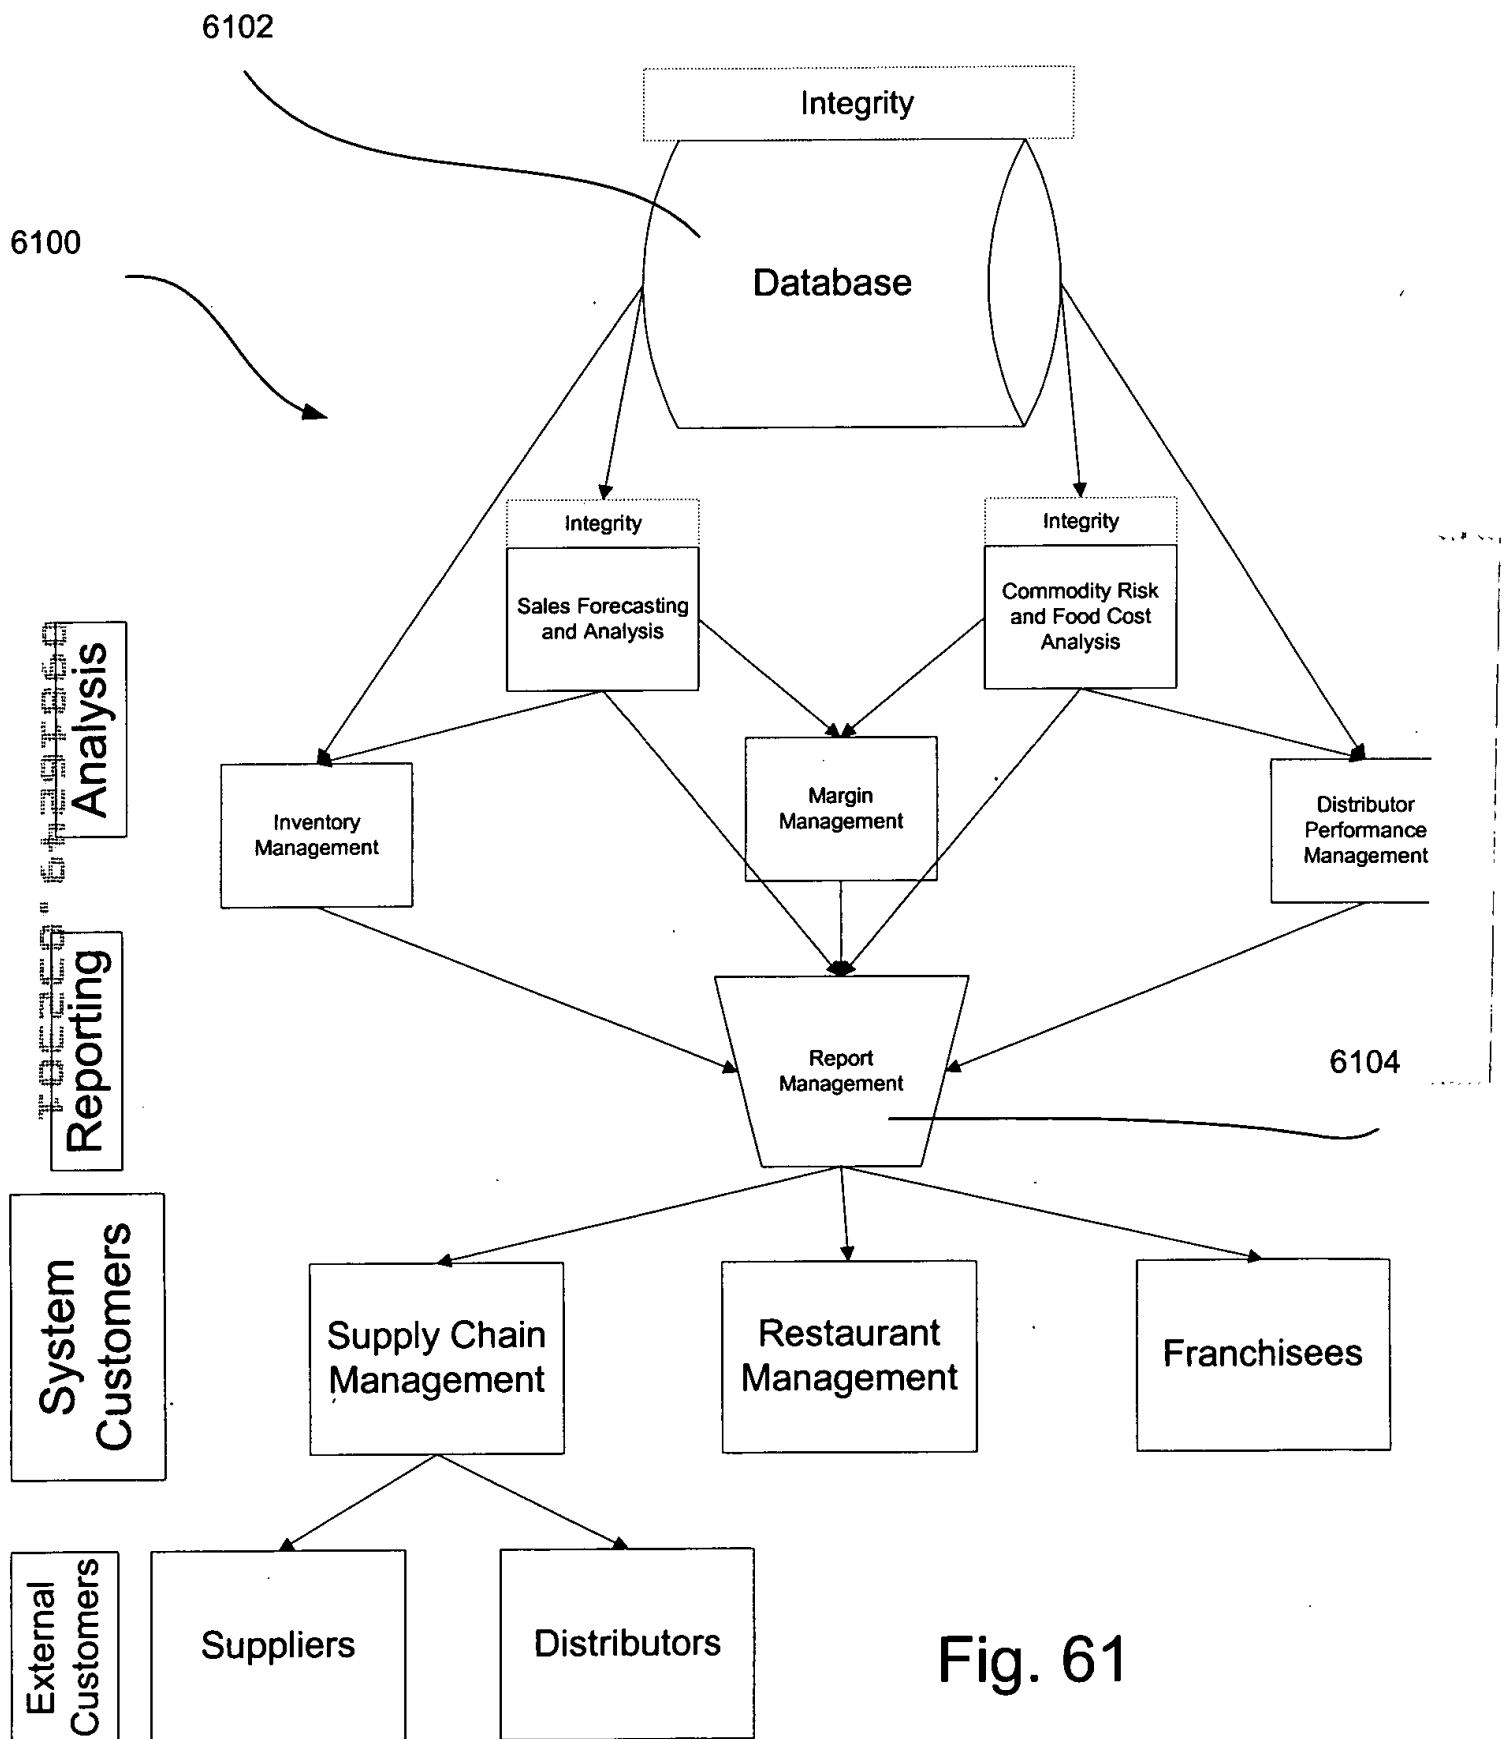 6102
Integrity
6100
Database
Integrity
Integrity
Sales Forecasting
and Analysis
Commodity Risk
and Food Cost
Analysis
Analysis
Inventory
Management
Margin
Management
Distributor
Performance
Management
Reporting
Report
Management
6104
System
Customers
Supply Chain
Management
Restaurant
Management
Franchisees
External
Customers
Suppliers
Distributors
Fig. 61